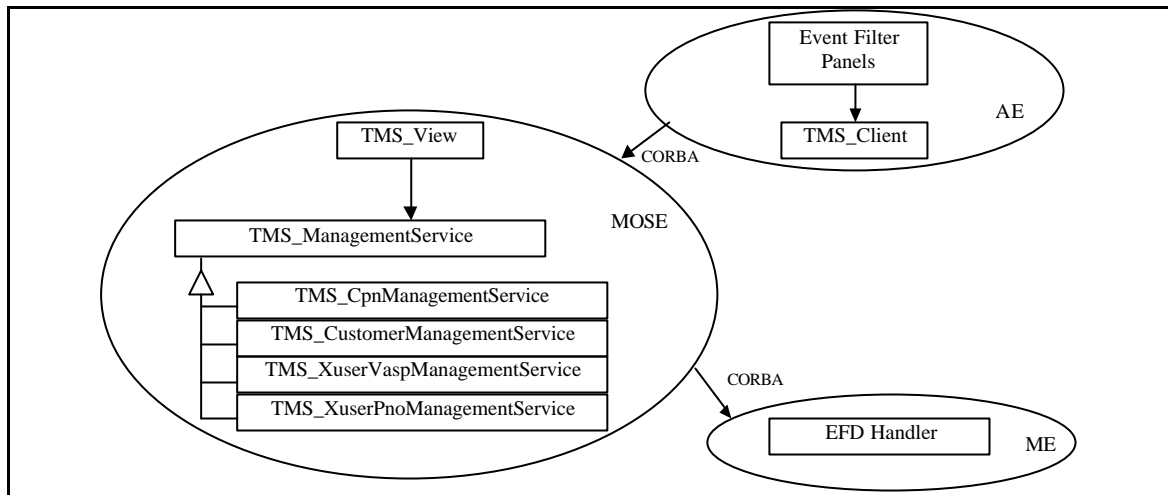 Event Filter
Panels
AE
TMS_Client
TMS_View
CORBA
MOSE
TMS_ManagementService
TMS_CpnManagementService
TMS_CustomerManagementService
TMS_XuserVaspManagementService
TMS_XuserPnoManagementService
CORBA
EFD Handler
ME